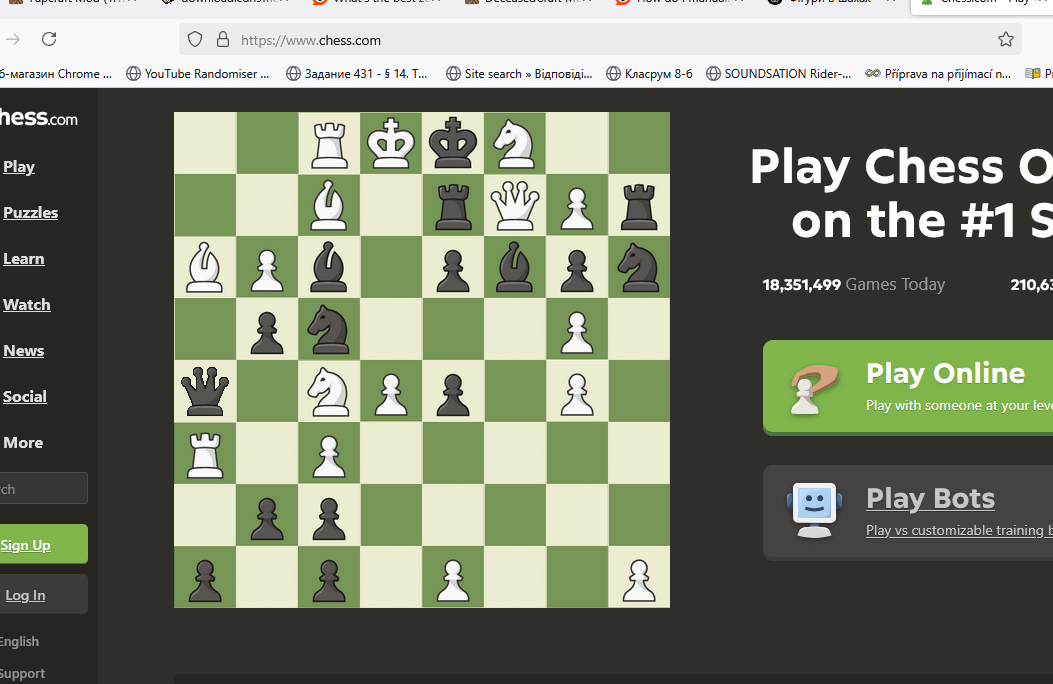 https://www.chess.com
б-магазин Chrome ...
YouTube Randomiser ...
Задание 431 - § 14. Т...
Site search » Відповіді...
Класрум 8-б
SOUNDSATION Rider-...
Příprava na přijímací n...
hess.com
Play
Puzzles
Learn
Watch
News
Social
More
rch
Sign Up
Log In
English
Support
Play Chess O
on the #1 S
18,351,499 Games Today
210,63
Play Online
Play with someone at your leve
Play Bots
Play vs customizable training b